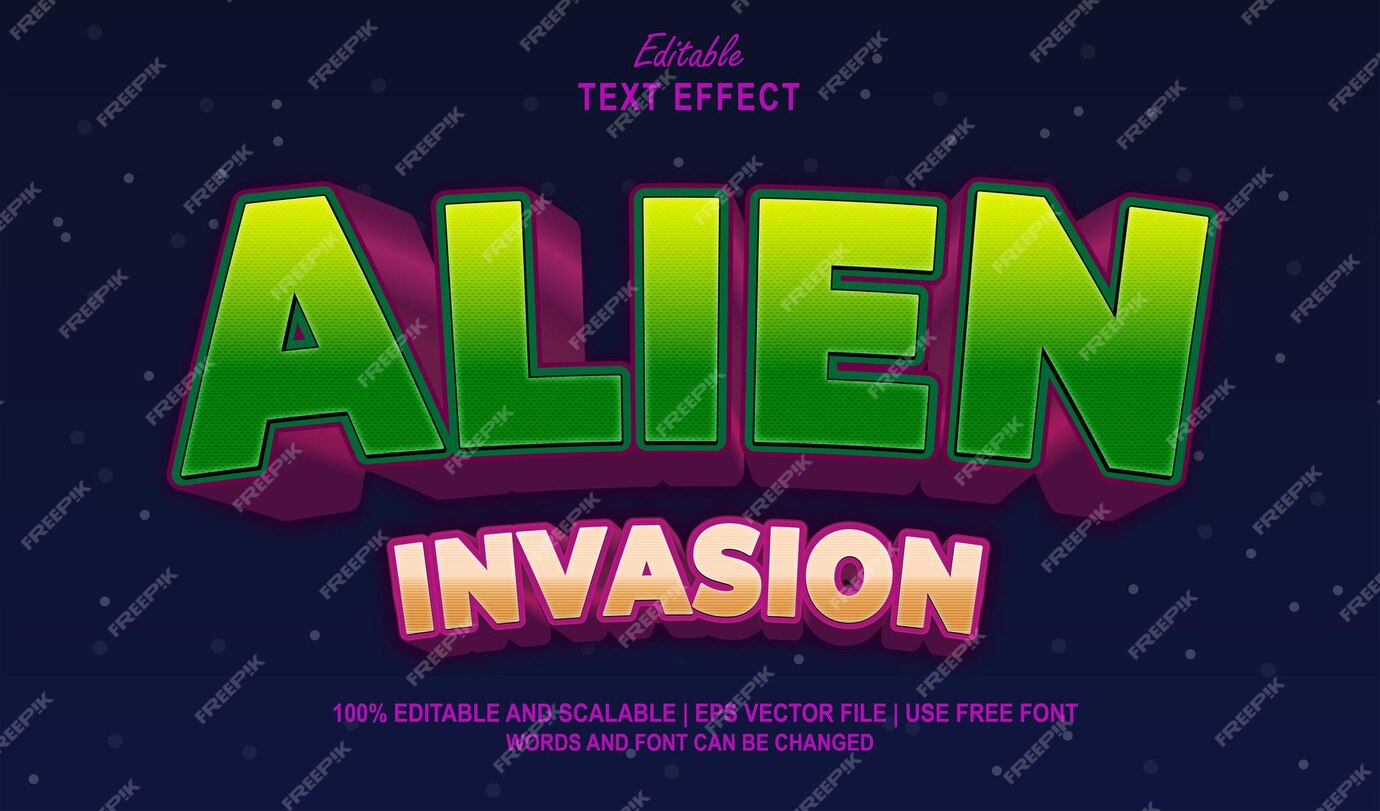 Editable
TEXT EFFECT
ALIEN
INVASION
100% EDITABLE AND SCALABLE | EPS VECTOR FILE | USE FREE FONT
WORDS AND FONT CAN BE CHANGED
FREEPIK